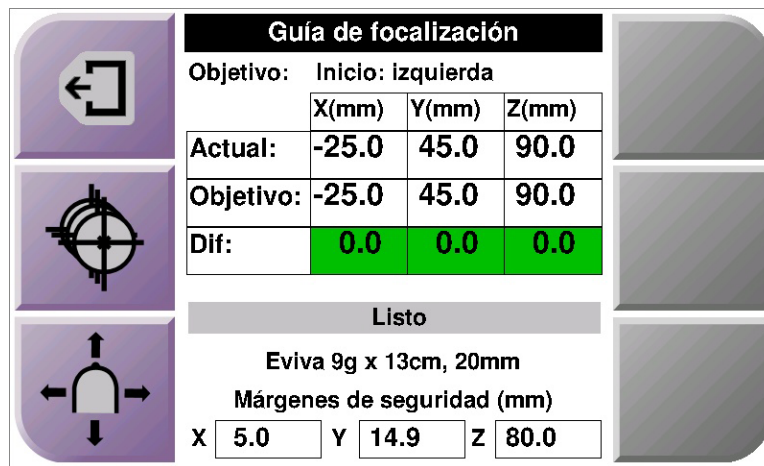 Guía de focalización
Objetivo: Inicio: izquierda
X(mm) Y(mm) Z(mm)
Actual: -25.0 45.0 90.0
Objetivo: -25.0 45.0 90.0
Dif: 0.0 0.0 0.0
Listo
Eviva 9g x 13cm, 20mm
Márgenes de seguridad (mm)
X 5.0 Y 14.9 Z 80.0